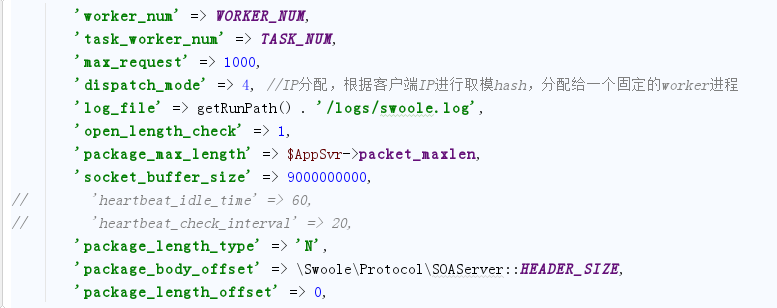 'worker_num' => WORKER_NUM,
'task_worker_num' => TASK_NUM,
'max_request' => 1000,
'dispatch_mode' => 4, //IP分配，根据客户端IP进行取模hash，分配给一个固定的worker进程
'log_file' => getRunPath() . '/logs/swoole.log',
'open_length_check' => 1,
'package_max_length' => $AppSvr->packet_maxlen,
'socket_buffer_size' => 9000000000,
// 'heartbeat_idle_time' => 60,
// 'heartbeat_check_interval' => 20,
'package_length_type' => 'N',
'package_body_offset' => \Swoole\Protocol\SOAServer::HEADER_SIZE,
'package_length_offset' => 0,